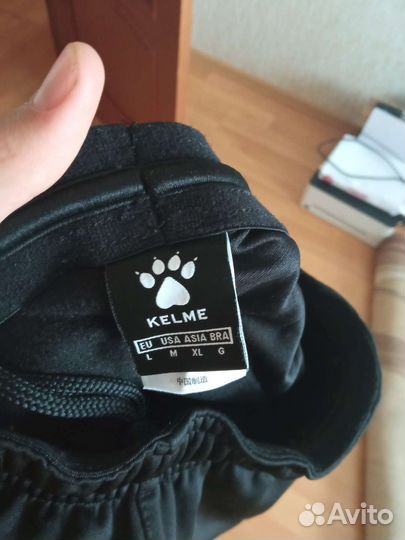 KELME
EU USA ASIA BRA
L M XL G
中国制造
Avito